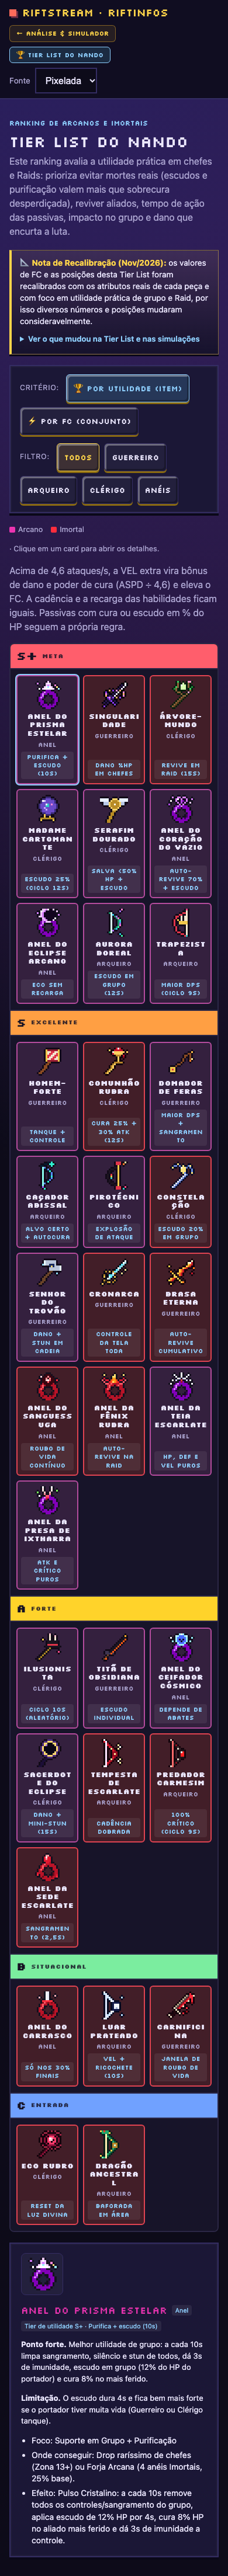 RIFTSTREAM · RIFTINFOS
← ANÁLISE & SIMULADOR
🏆 TIER LIST DO NANDO
Fonte
Pixelada
RANKING DE ARCANOS E IMORTAIS
TIER LIST DO NANDO
Este ranking avalia a utilidade prática em chefes
e Raid: prioriza evitar mortes reais (escudos e
purificação valem mais que sobrecura
desperdiçada), reviver aliados, tempo de ação
das passivas, impacto no grupo e dano que
encurta a luta.
📐 Nota de Recalibração (Nov/2026): os valores
de FC e as posições desta Tier List foram
recalibrados com os atributos reais de cada peça e
com foco em utilidade prática de grupo e Raid, por
isso diversos números e posições mudaram
consideravelmente.
▶ Ver o que mudou na Tier List e nas simulações
CRITÉRIO:
🏆 POR UTILIDADE (ITEM)
⚡ POR FC (CONJUNTO)
FILTRO:
TODOS
GUERREIRO
ARQUEIRO
CLÉRIGO
ANÉIS
Arcano
Imortal
· Clique em um card para abrir os detalhes.
Acima de 4,6 ataques/s, a VEL extra vira bônus
de dano e poder de cura (ASPD ÷ 4,6) e eleva o
FC. A cadência e a recarga das habilidades ficam
iguais. Passivas com cura ou escudo em % do
HP seguem a própria regra.
S+ META
ANEL DO
PRISMA
ESTELAR
ANEL
PURIFICA +
ESCUDO
(10S)
SINGULARI
DADE
GUERREIRO
DANO %HP
EM CHEFES
ÁRVORE-
MUNDO
CLÉRIGO
REVIVE EM
RAID (15S)
MADAME
CARTOMAN
TE
CLÉRIGO
ESCUDO 25%
(CICLO 12S)
SERAFIM
DOURADO
CLÉRIGO
SALVA (50%
HP +
ESCUDO
ANEL DO
CORAÇÃO
DO VAZIO
ANEL
AUTO-
REVIVE 70%
+ ESCUDO
ANEL DO
ECLIPSE
ARCANO
ANEL
ECO SEM
RECARGA
AURORA
BOREAL
ARQUEIRO
ESCUDO EM
GRUPO
(12S)
TRAPEZIST
A
ARQUEIRO
MAIOR DPS
(CICLO 9S)
S EXCELENTE
HOMEM-
FORTE
GUERREIRO
TANQUE +
CONTROLE
COMUNHÃO
RUBRA
CLÉRIGO
CURA 25% +
30% ATK
(12S)
DOMADOR
DE FERAS
GUERREIRO
MAIOR DPS
+
SANGRAMEN
TO
CAÇADOR
ABISSAL
ARQUEIRO
ALVO CERTO
+ AUTOCURA
PIROTÉCNI
CO
ARQUEIRO
EXPLOSÃO
DE ATAQUE
CONSTELA
ÇÃO
CLÉRIGO
ESCUDO 20%
EM GRUPO
SENHOR
DO
TROVÃO
GUERREIRO
DANO +
STUN EM
CADEIA
CRONARCA
GUERREIRO
CONTROLE
DA TELA
TODA
BRASA
ETERNA
GUERREIRO
AUTO-
REVIVE
CUMULATIVO
ANEL DO
SANGUESS
UGA
ANEL
ROUBO DE
VIDA
CONTÍNUO
ANEL DA
FÊNIX
RUBRA
ANEL
AUTO-
REVIVE NA
RAID
ANEL DA
TEIA
ESCARLATE
ANEL
HP, DEF E
VEL PUROS
ANEL DA
PRESA DE
IXTHARRA
ANEL
ATK E
CRÍTICO
PUROS
A FORTE
ILUSIONIS
TA
CLÉRIGO
CICLO 10S
(ALEATÓRIO)
TITÃ DE
OBSIDIANA
GUERREIRO
ESCUDO
INDIVIDUAL
ANEL DO
CEIFADOR
CÓSMICO
ANEL
DEPENDE DE
ABATES
SACERDOT
E DO
ECLIPSE
CLÉRIGO
DANO +
MINI-STUN
(15S)
TEMPESTA
DE
ESCARLATE
ARQUEIRO
CADÊNCIA
DOBRADA
PREDADOR
CARMESIM
ARQUEIRO
100%
CRÍTICO
(CICLO 9S)
ANEL DA
SEDE
ESCARLATE
ANEL
SANGRAMEN
TO (2,5S)
B SITUACIONAL
ANEL DO
CARRASCO
ANEL
SÓ NOS 30%
FINAIS
LUAR
PRATEADO
ARQUEIRO
VEL +
RICOCHETE
(10S)
CARNIFICI
NA
GUERREIRO
JANELA DE
ROUBO DE
VIDA
C ENTRADA
ECO RUBRO
CLÉRIGO
RESET DA
LUZ DIVINA
DRAGÃO
ANCESTRA
L
ARQUEIRO
BAFORADA
EM ÁREA
ANEL DO PRISMA ESTELAR Anel
Tier de utilidade S+ · Purifica + escudo (10s)
Ponto forte. Melhor utilidade de grupo: a cada 10s
limpa sangramento, silêncio e stun de todos, dá 3s
de imunidade, escudo em grupo (12% do HP do
portador) e cura 8% no mais ferido.
Limitação. O escudo dura 4s e fica bem mais forte
se o portador tiver muita vida (Guerreiro ou Clérigo
tanque).
• Foco: Suporte em Grupo + Purificação
• Onde conseguir: Drop raríssimo de chefes
(Zona 13+) ou Forja Arcana (4 anéis Imortais,
25% base).
• Efeito: Pulso Cristalino: a cada 10s remove
todos os controles/sangramento do grupo,
aplica escudo de 12% HP por 4s, cura 8% HP
no aliado mais ferido e dá 3s de imunidade a
controle.